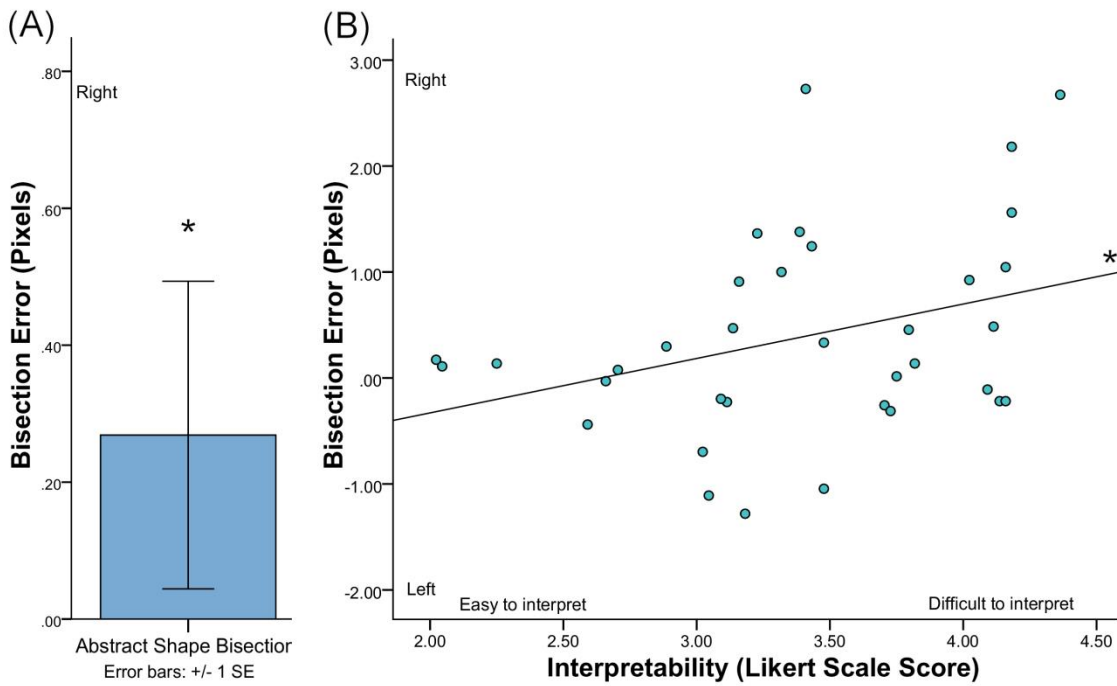 (A)
Bisection Error (Pixels)
.80
.60
.40
.20
.00
Right
*
Abstract Shape Bisection
Error bars: +/- 1 SE
(B)
Bisection Error (Pixels)
3.00
2.00
1.00
.00
-1.00
-2.00
Right
*
Left
Easy to interpret
Difficult to interpret
2.00 2.50 3.00 3.50 4.00 4.50
Interpretability (Likert Scale Score)